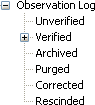 Observation Log
Unverified
Verified
Archived
Purged
Corrected
Rescinded